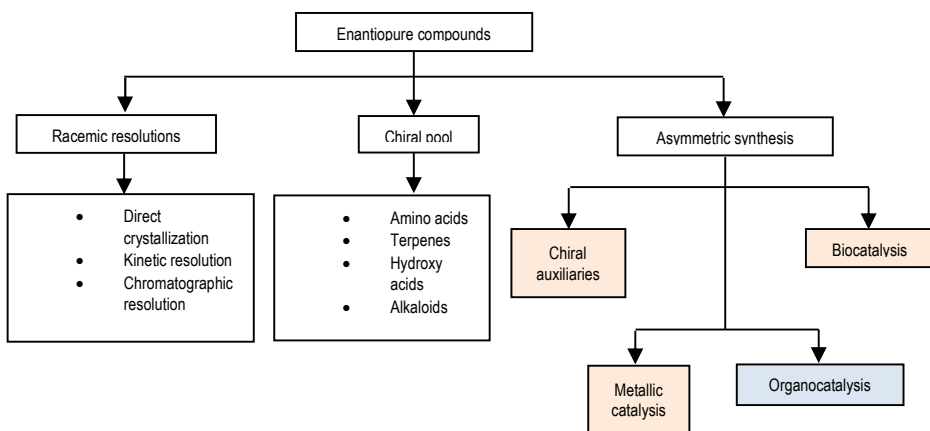 Enantiopure compounds
Racemic resolutions
Chiral pool
Asymmetric synthesis
• Direct
crystallization
• Kinetic resolution
• Chromatographic
resolution
• Amino acids
• Terpenes
• Hydroxy
acids
• Alkaloids
Chiral
auxiliaries
Biocatalysis
Metallic
catalysis
Organocatalysis